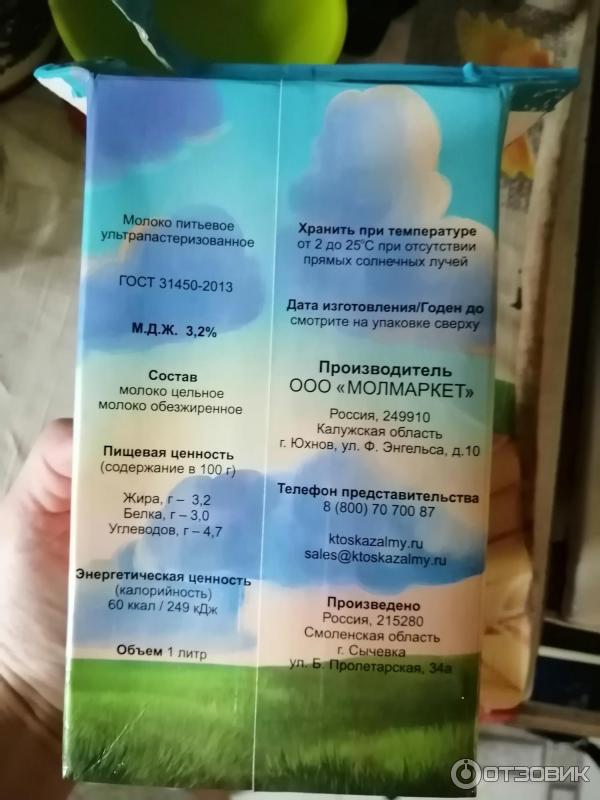 Молоко питьевое
ультрапастеризованное
ГОСТ 31450-2013
М.Д.Ж. 3,2%
Состав
молоко цельное
молоко обезжиренное
Пищевая ценность
(содержание в 100 г)
Жира, г – 3,2
Белка, г – 3,0
Углеводов, г – 4,7
Энергетическая ценность
(калорийность)
60 ккал / 249 кДж
Объем 1 литр
Хранить при температуре
от 2 до 25°С при отсутствии
прямых солнечных лучей
Дата изготовления/Годен до
смотрите на упаковке сверху
Производитель
ООО «МОЛМАРКЕТ»
Россия, 249910
Калужская область
г. Юхнов, ул. Ф. Энгельса, д.10
Телефон представительства
8 (800) 70 700 87
ktoskazalmy.ru
sales@ktoskazalmy.ru
Произведено
Россия, 215280
Смоленская область
г. Сычевка
ул. Б. Пролетарская, 34а
ОТЗОВИК